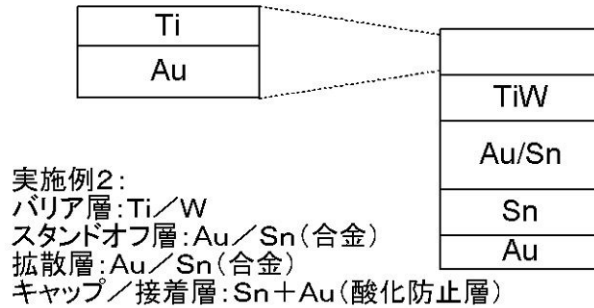 Ti
Au
TiW
Au/Sn
Sn
Au
実施例2:
バリア層:Ti/W
スタンドオフ層:Au/Sn(合金)
拡散層:Au/Sn(合金)
キャップ/接着層:Sn+Au(酸化防止層)